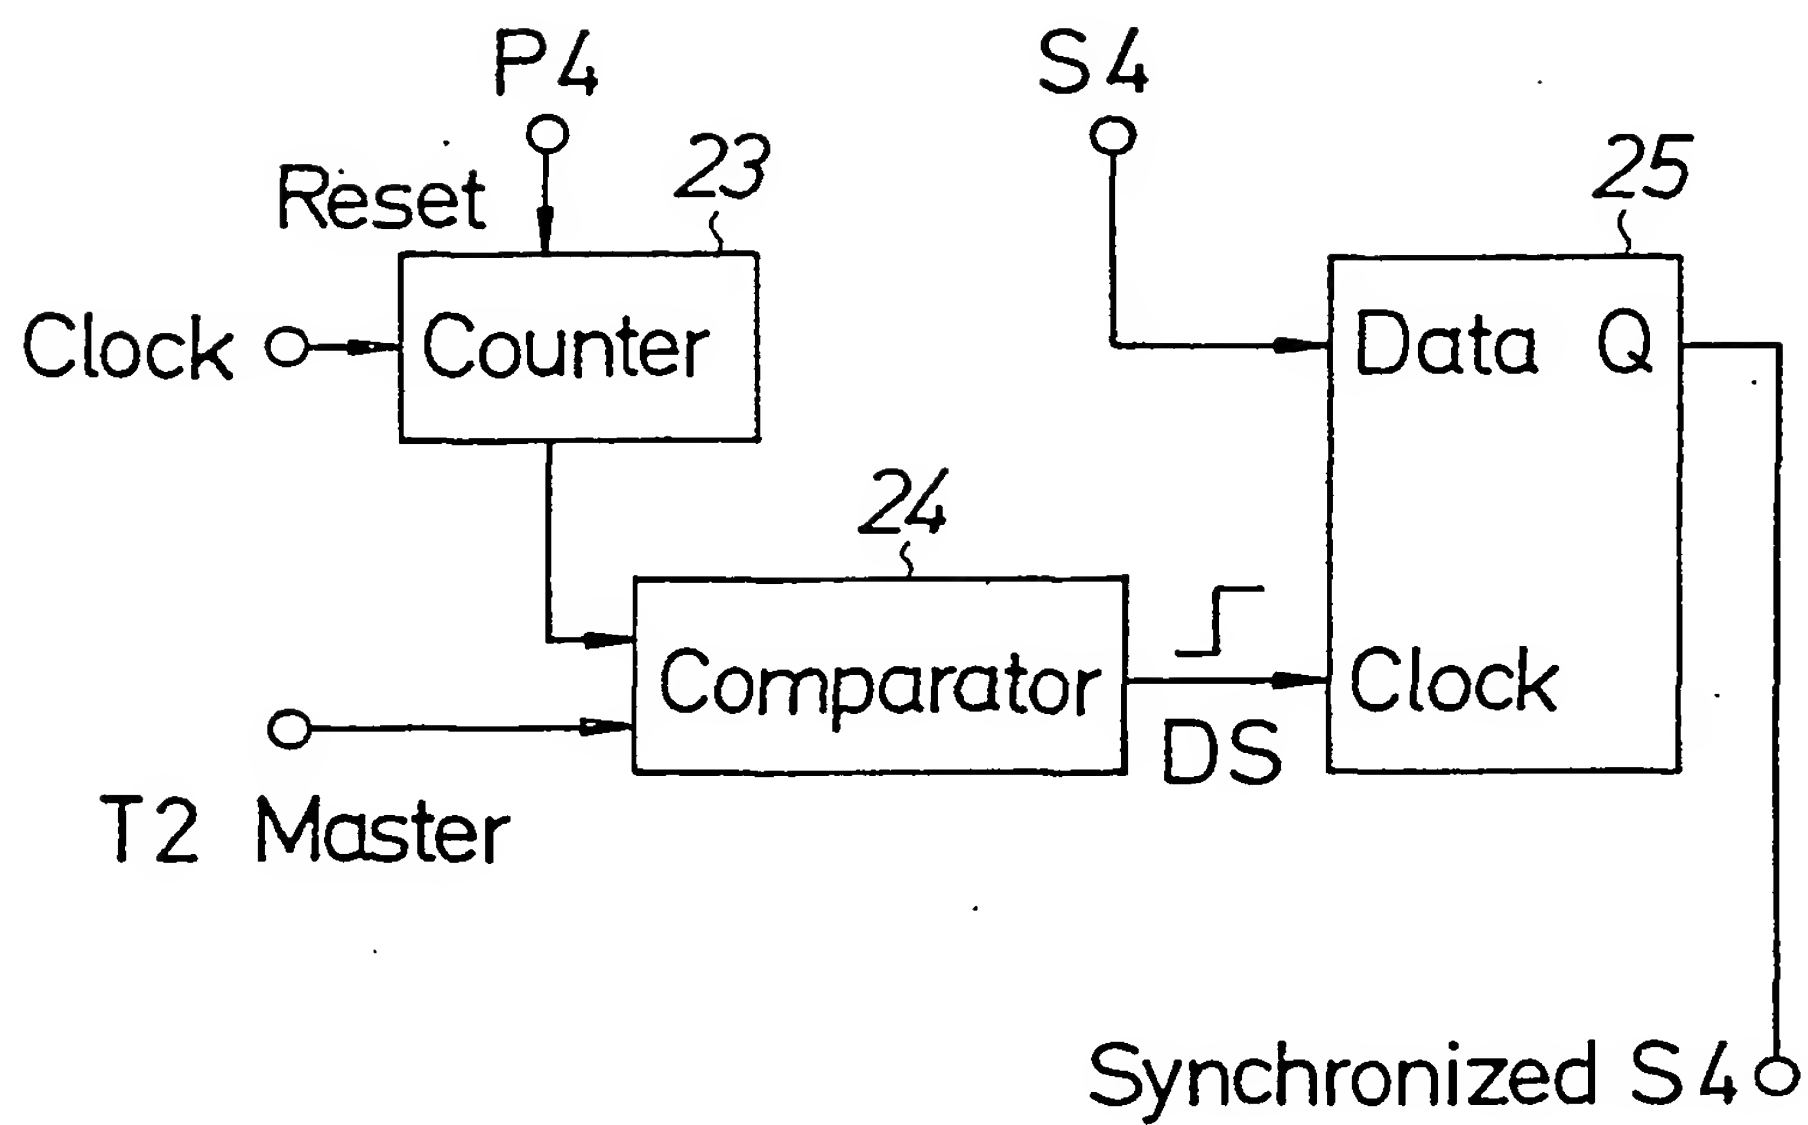 P4
S4
Reset
23
25
Clock
Counter
Data Q
24
Comparator
Clock
DS
T2 Master
Synchronized S4